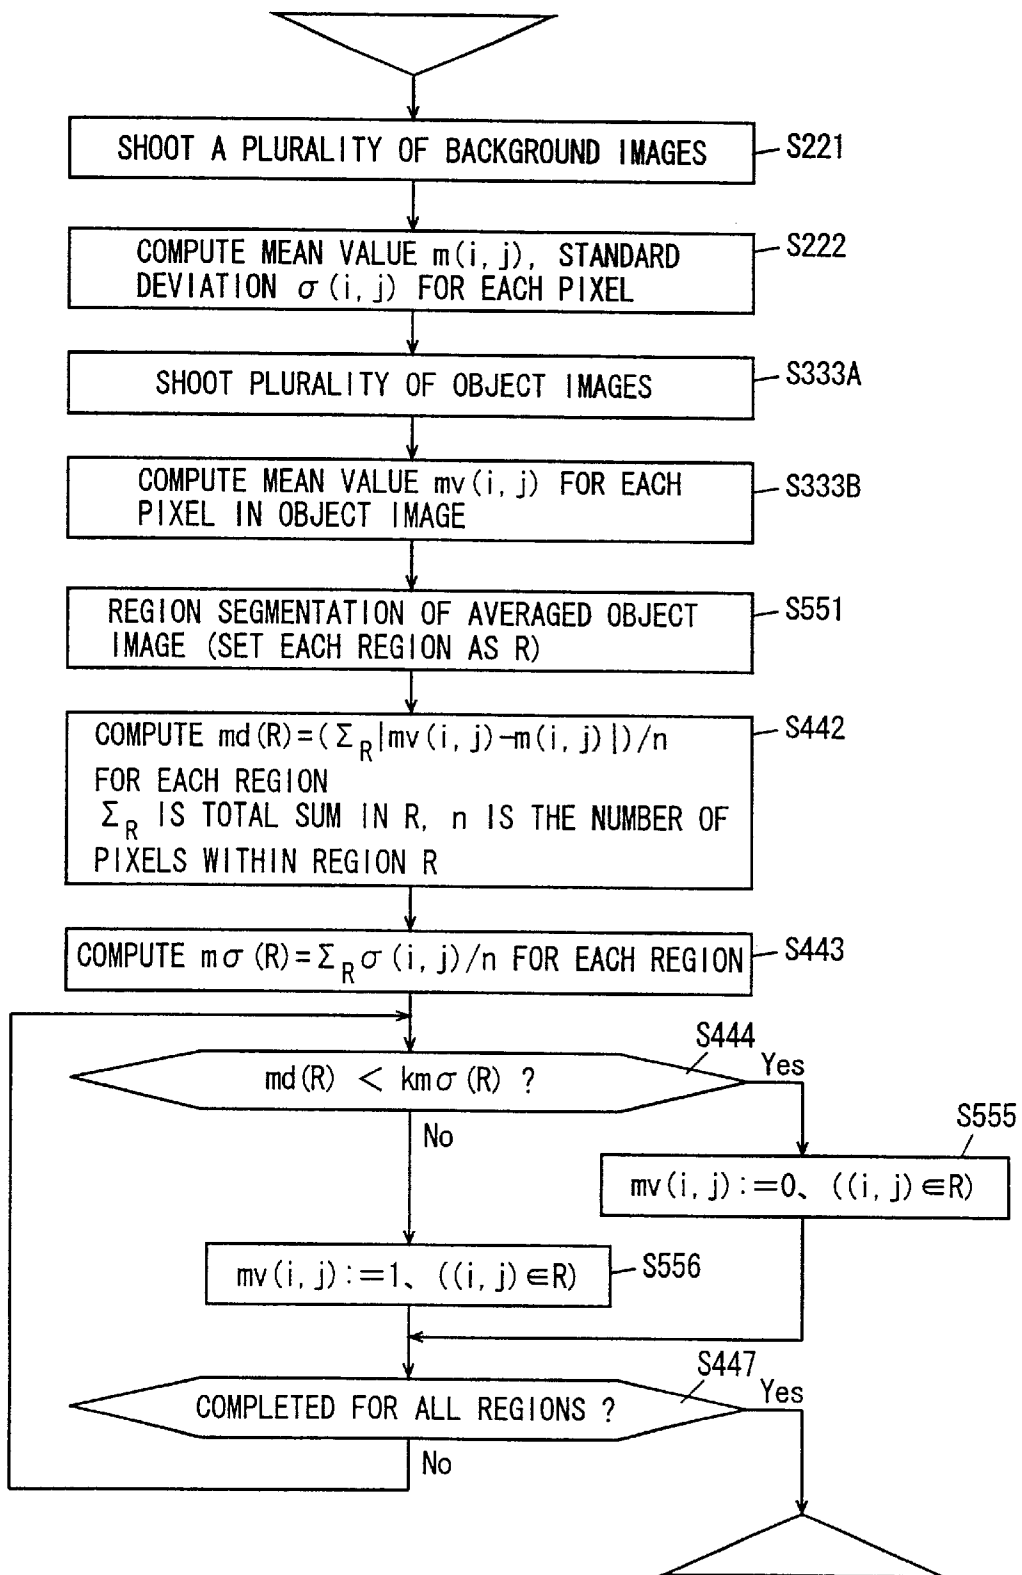 SHOOT A PLURALITY OF BACKGROUND IMAGES
S221
COMPUTE MEAN VALUE m(i, j), STANDARD
DEVIATION σ(i, j) FOR EACH PIXEL
S222
SHOOT PLURALITY OF OBJECT IMAGES
S333A
COMPUTE MEAN VALUE mv(i, j) FOR EACH
PIXEL IN OBJECT IMAGE
S333B
REGION SEGMENTATION OF AVERAGED OBJECT
IMAGE (SET EACH REGION AS R)
S551
COMPUTE md(R)=(Σ_R|mv(i, j)-m(i, j)|)/n
FOR EACH REGION
Σ_R IS TOTAL SUM IN R, n IS THE NUMBER OF
PIXELS WITHIN REGION R
S442
COMPUTE mσ(R)=Σ_R σ(i, j)/n FOR EACH REGION
S443
md(R) < kmσ(R) ?
S444
Yes
No
S555
mv(i, j):=0、((i, j)∈R)
mv(i, j):=1、((i, j)∈R)
S556
COMPLETED FOR ALL REGIONS ?
S447
Yes
No